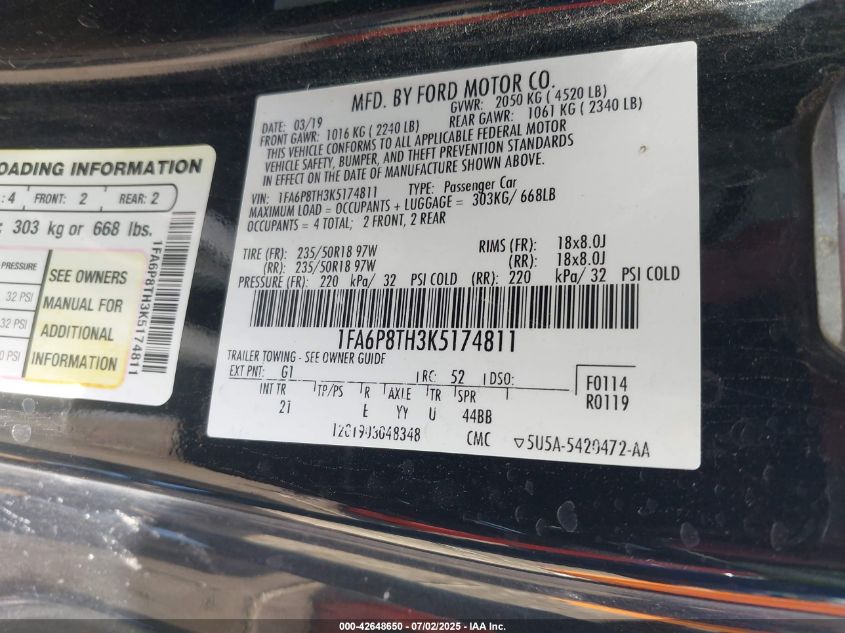 MFD. BY FORD MOTOR CO.
DATE: 03/19 GVWR: 2050 KG ( 4520 LB)
FRONT GAWR: 1016 KG ( 2240 LB) REAR GAWR: 1061 KG ( 2340 LB)
THIS VEHICLE CONFORMS TO ALL APPLICABLE FEDERAL MOTOR
VEHICLE SAFETY, BUMPER, AND THEFT PREVENTION STANDARDS
IN EFFECT ON THE DATE OF MANUFACTURE SHOWN ABOVE.
VIN: 1FA6P8TH3K5174811 TYPE: Passenger Car
MAXIMUM LOAD = OCCUPANTS + LUGGAGE = 303KG/ 668LB
OCCUPANTS = 4 TOTAL; 2 FRONT, 2 REAR
TIRE (FR): 235/50R18 97W RIMS (FR): 18x8.0J
(RR): 235/50R18 97W (RR): 18x8.0J
PRESSURE (FR): 220 kPa/ 32 PSI COLD (RR): 220 kPa/ 32 PSI COLD
1FA6P8TH3K5174811
TRAILER TOWING - SEE OWNER GUIDE
EXT PNT: G1 RC: 52 DSO:
INT TR TP/PS R AXLE TR SPR
2T E YY U 44BB
F0114
R0119
CMC 5U5A-5420472-AA
LOADING INFORMATION
: 4 FRONT: 2 REAR: 2
: 303 kg or 668 lbs.
PRESSURE
32 PSI
32 PSI
0 PSI
SEE OWNERS
MANUAL FOR
ADDITIONAL
INFORMATION
1FA6P8TH3K5174811
000-42648650 - 07/02/2025 - IAA Inc.